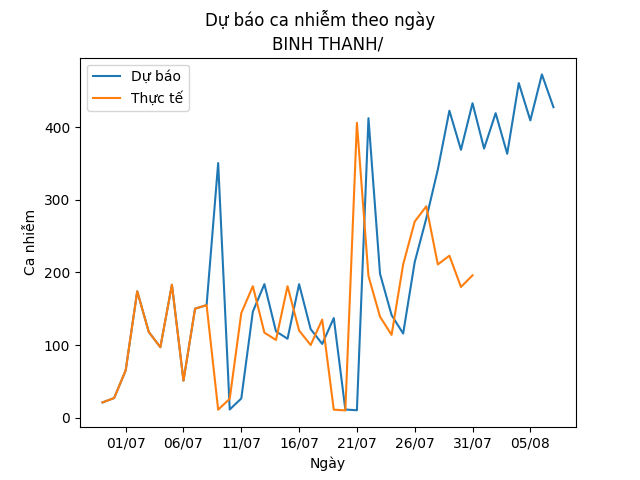 Dự báo ca nhiễm theo ngày
BINH THANH/
Dự báo
Thực tế
Ca nhiễm
400
300
200
100
0
01/07 06/07 11/07 16/07 21/07 26/07 31/07 05/08
Ngày